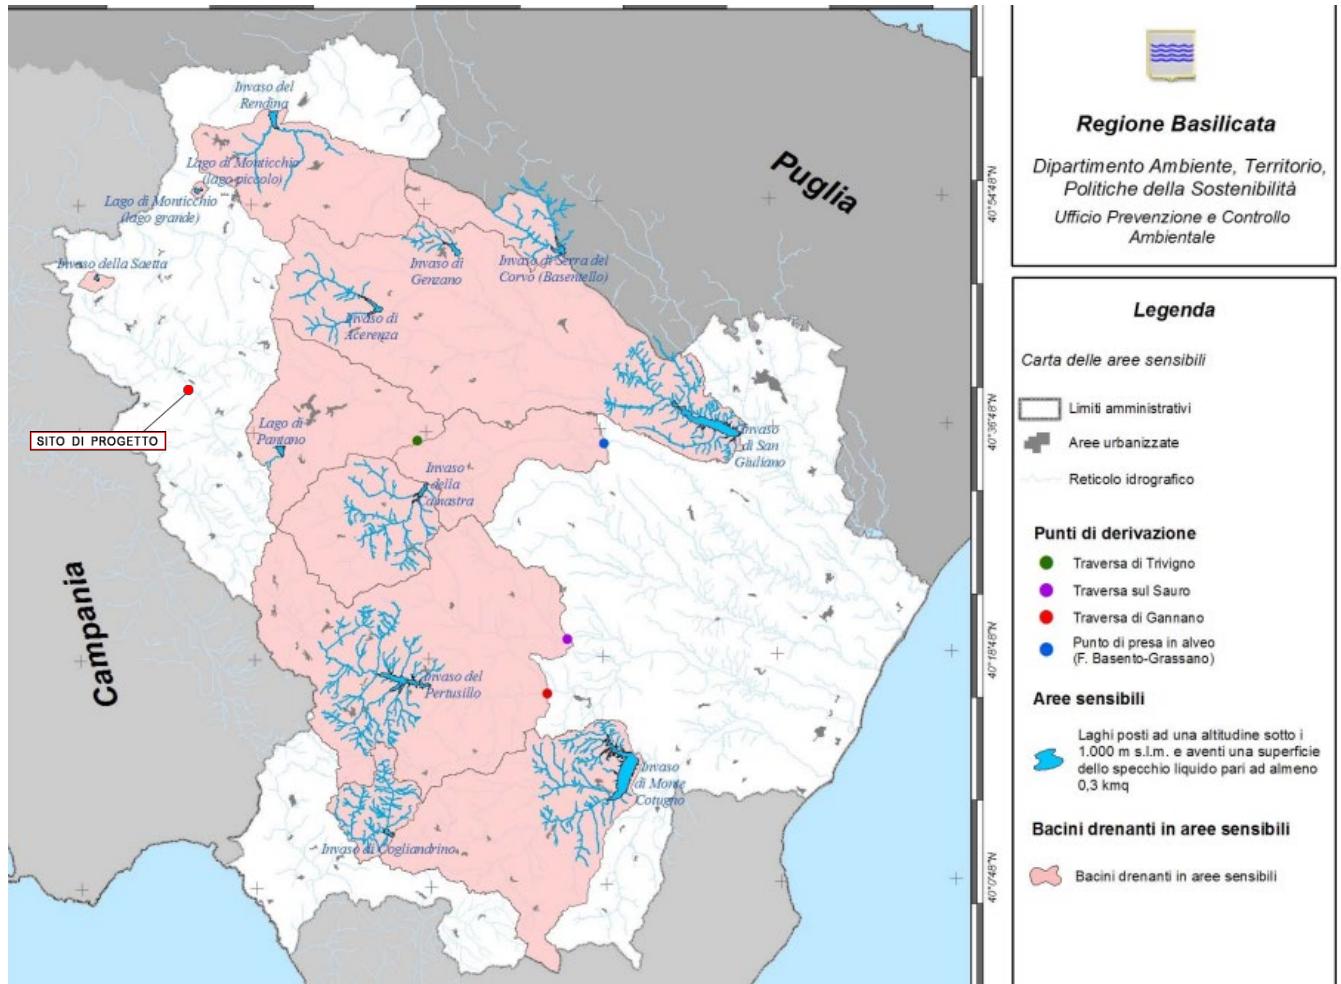 Invaso del
Rendina
Lago di Monticchio
(lago piccolo)
Lago di Monticchio
(lago grande)
Invaso della Saetta
Invaso di
Genzano
Invaso di Serra del
Corvo (Basentello)
Invaso di
Acerenza
SITO DI PROGETTO
Lago di
Pantano
Invaso
della
Camastra
Invaso
di San
Giuliano
Invaso del
Pertusillo
Invaso
di Monte
Cotugno
Invaso di Cogliandrino
Puglia
Campania
40°54'48"N
40°36'48"N
40°18'48"N
40°0'48"N
Regione Basilicata
Dipartimento Ambiente, Territorio,
Politiche della Sostenibilità
Ufficio Prevenzione e Controllo
Ambientale
Legenda
Carta delle aree sensibili
Limiti amministrativi
Aree urbanizzate
Reticolo idrografico
Punti di derivazione
Traversa di Trivigno
Traversa sul Sauro
Traversa di Gannano
Punto di presa in alveo
(F. Basento-Grassano)
Aree sensibili
Laghi posti ad una altitudine sotto i
1.000 m s.l.m. e aventi una superficie
dello specchio liquido pari ad almeno
0,3 kmq
Bacini drenanti in aree sensibili
Bacini drenanti in aree sensibili